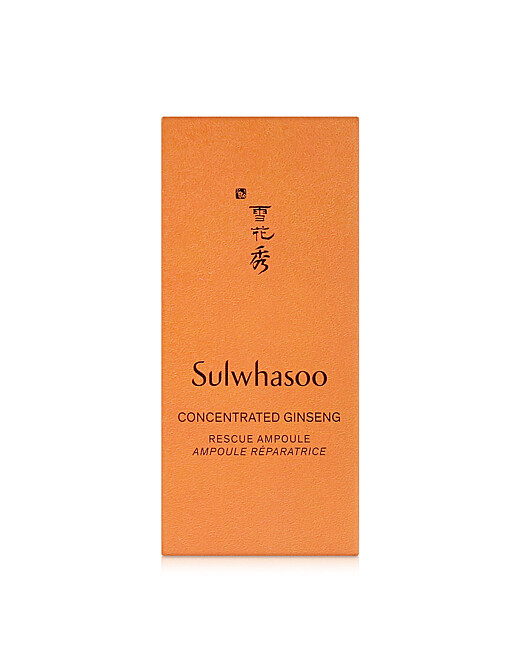 雪
花
秀
Sulwhasoo
CONCENTRATED GINSENG
RESCUE AMPOULE
AMPOULE RÉPARATRICE